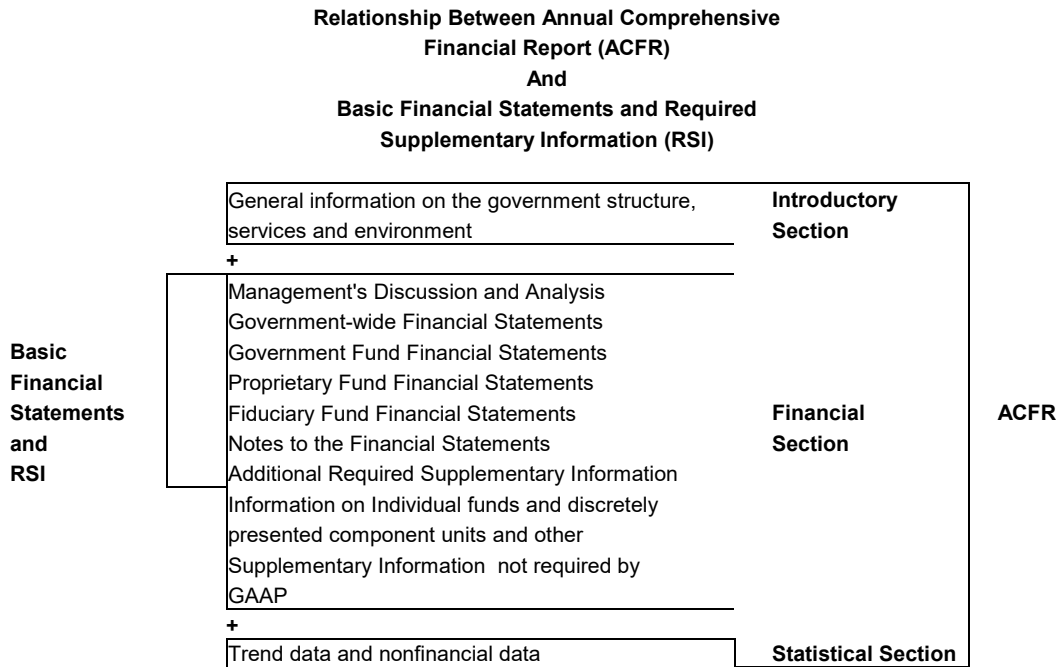 Relationship Between Annual Comprehensive
Financial Report (ACFR)
And
Basic Financial Statements and Required
Supplementary Information (RSI)
General information on the government structure,
services and environment
Introductory
Section
+
Basic
Financial
Statements
and
RSI
Management's Discussion and Analysis
Government-wide Financial Statements
Government Fund Financial Statements
Proprietary Fund Financial Statements
Fiduciary Fund Financial Statements
Notes to the Financial Statements
Additional Required Supplementary Information
Information on Individual funds and discretely
presented component units and other
Supplementary Information not required by
GAAP
Financial
Section
ACFR
+
Trend data and nonfinancial data
Statistical Section